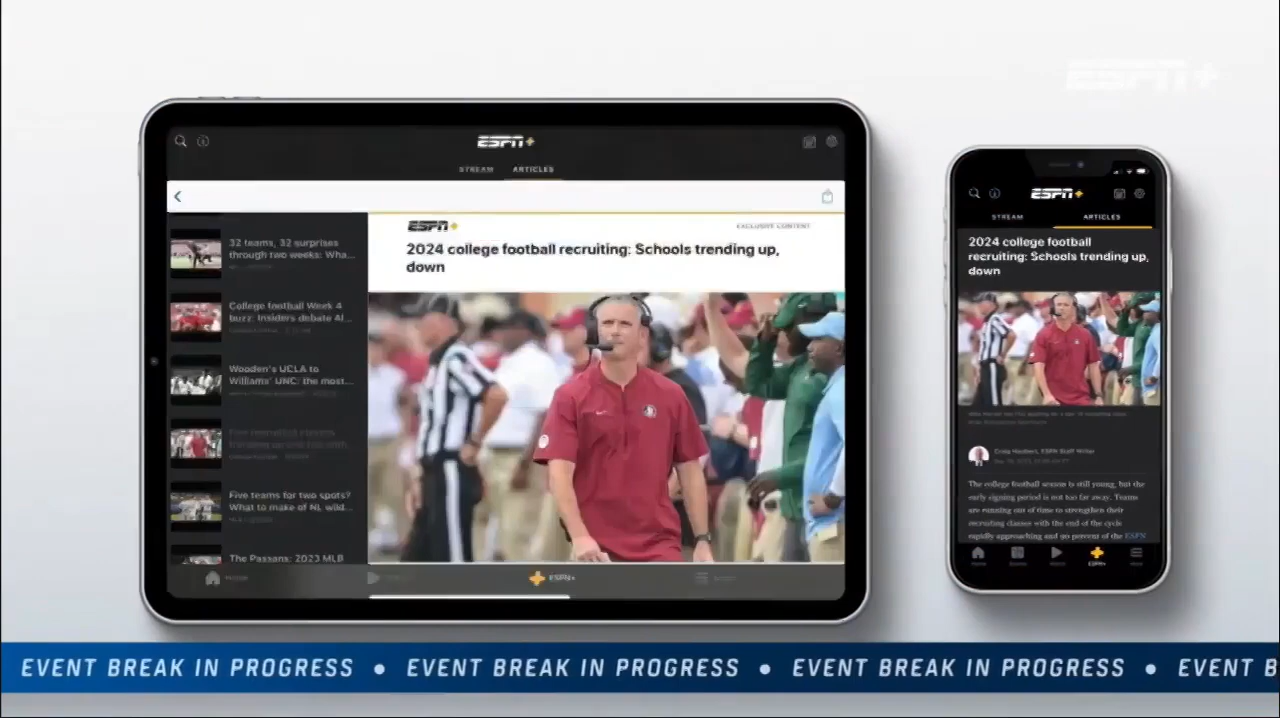 ESPN+
ESPN+
STREAM ARTICLES
32 teams, 32 surprises
through two weeks: Wha...
College football Week 4
buzz: Insiders debate Al...
Wooden's UCLA to
Williams' UNC: the most...
Five teams for two spots?
What to make of NL wild...
The Passans: 2023 MLB
ESPN+
EXCLUSIVE CONTENT
2024 college football recruiting: Schools trending up,
down
ESPN+
ESPN+
STREAM ARTICLES
2024 college football
recruiting: Schools trending up,
down
Craig Haubert, ESPN Staff Writer
The college football season is still young, but the
early signing period is not too far away. Teams
are running out of time to strengthen their
recruiting classes with the end of the cycle
rapidly approaching and 90 percent of the ESPN
ESPN+
EVENT BREAK IN PROGRESS • EVENT BREAK IN PROGRESS • EVENT BREAK IN PROGRESS • EVENT B